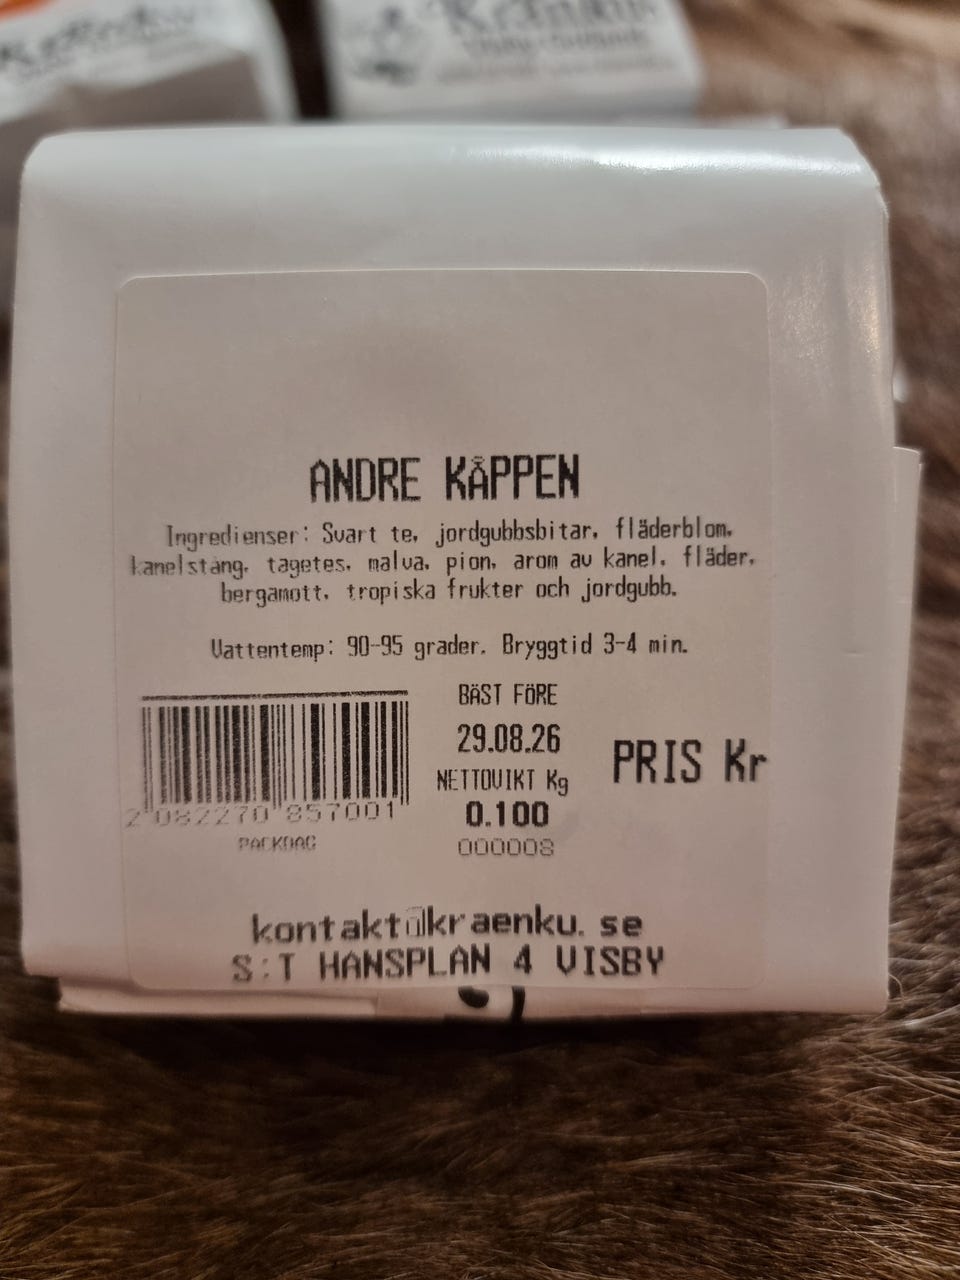 ANDRE KÅPPEN
Ingredienser: Svart te, jordgubbsbitar, fläderblom,
kanelstång, tagetes, malva, pion, arom av kanel, fläder,
bergamott, tropiska frukter och jordgubb.
Vattentemp: 90-95 grader. Bryggtid 3-4 min.
BÄST FÖRE
29.08.26
PRIS Kr
NETTOVIKT Kg
0.100
2 082270 857001
PACKDAG
000008
kontakt@kraenku.se
S:T HANSPLAN 4 VISBY